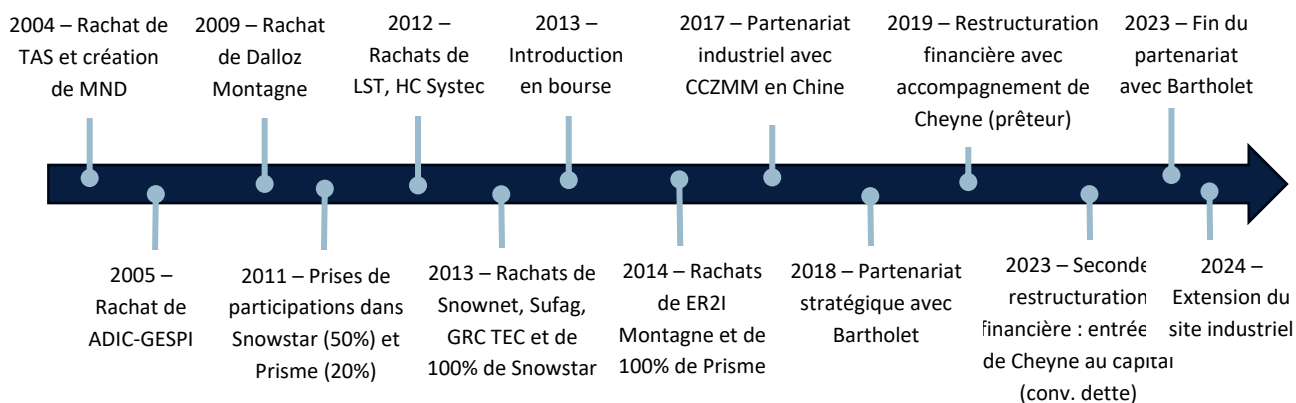 2004 – Rachat de
TAS et création
de MND
2009 – Rachat
de Dalloz
Montagne
2012 –
Rachats de
LST, HC Systec
2013 –
Introduction
en bourse
2017 – Partenariat
industriel avec
CCZMM en Chine
2019 – Restructuration
financière avec
accompagnement de
Cheyne (prêteur)
2023 – Fin du
partenariat
avec Bartholet
2005 –
Rachat de
ADIC-GESPI
2011 – Prises de
participations dans
Snowstar (50%) et
Prisme (20%)
2013 – Rachats de
Snownet, Sufag,
GRC TEC et de
100% de Snowstar
2014 – Rachats
de ER2I
Montagne et de
100% de Prisme
2018 – Partenariat
stratégique avec
Bartholet
2023 – Seconde
restructuration
financière : entrée
de Cheyne au capital
(conv. dette)
2024 –
Extension du
site industriel